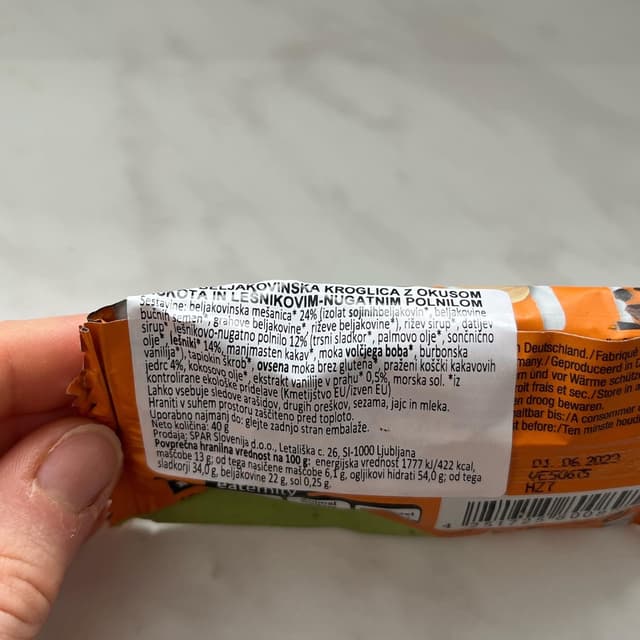 BELJAKOVINSKA KROGLICA Z OKUSOM
IN LEŠNIKOVIM-NUGATNIM POLNILOM
Sestavine: beljakovinska mešanica* 24% (izolat sojinihbeljakovin*, beljakovine
bučnih semen*, grahove beljakovine*, riževe beljakovine*), rižev sirup*, datljev
sirup*, lešnikovo-nugatno polnilo 12% (trsni sladkor*, palmovo olje*, sončnično
olje*, lešniki* 14%, manjmasten kakav*, moka volčjega boba*, burbonska
vanilija*), tapiokin škrob*, ovsena moka brez glutena*, praženi koščki kakavovih
jedrc 4%, kokosovo olje*, ekstrakt vanilije v prahu* 0,5%, morska sol. *iz
kontrolirane ekološke pridelave (Kmetijstvo EU/izven EU)
Lahko vsebuje sledove arašidov, drugih oreškov, sezama, jajc in mleka.
Hraniti v suhem prostoru zaščiteno pred toploto.
Uporabno najmanj do: glejte zadnjo stran embalaže.
Neto količina: 40 g
Prodaja: SPAR Slovenija d.o.o., Letališka c. 26, SI-1000 Ljubljana
Povprečna hranilna vrednost na 100 g: energijska vrednost 1777 kJ/422 kcal,
maščobe 13 g; od tega nasičene maščobe 6,1 g, ogljikovi hidrati 54,0 g; od tega
sladkorji 34,0 g, beljakovine 22 g, sol 0,25 g.
Deutschland./Fabriqué
many./Geproduceerd in D
und vor Wärme schütz
frais et sec./Store in
droog bewaren.
bar bis:/A consommer
before:/Ten minste houd
03 06 2023
HZ7